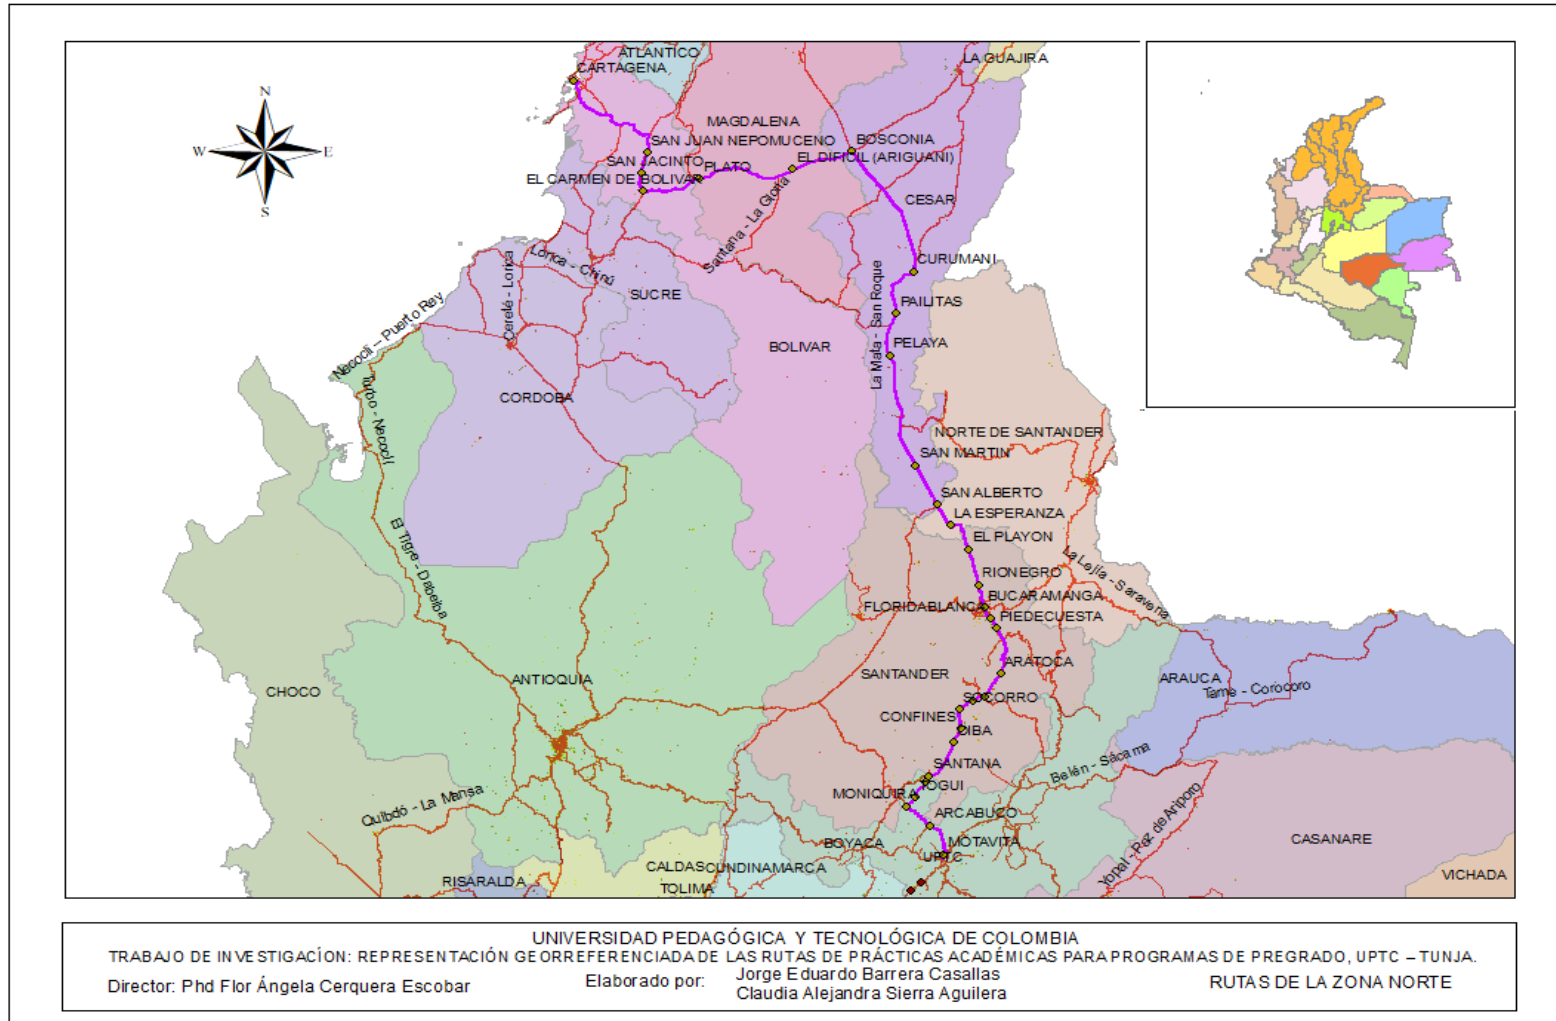 ATLANTICO
CARTAGENA
LA GUAJIRA
N
W
E
S
MAGDALENA
SAN JUAN NEPOMUCENO
BOSCONIA
SAN JACINTO
PLATO
EL DIFICIL (ARIGUANI)
EL CARMEN DE BOLIVAR
CESAR
Santaña - La Gloria
Lorica - Chinú
CURUMANI
Cerelé - Lorica
SUCRE
La Mata - San Roque
PAILITAS
Necoclí - Puerto Rey
BOLIVAR
PELAYA
Turbo - Necoclí
CORDOBA
NORTE DE SANTANDER
SAN MARTIN
SAN ALBERTO
LA ESPERANZA
El Tigre - Dabeiba
EL PLAYON
La Lejía - Saravena
RIONEGRO
BUCARAMANGA
FLORIDABLANCA
PIEDECUESTA
ARATOCA
SANTANDER
ARAUCA
ANTIOQUIA
CHOCO
Tame - Corocoro
SOCORRO
CONFINES
OIBA
SANTANA
Belén - Sácama
TOGUI
MONIQUIRA
Quibdó - La Mansa
Yopal - Paz de Ariporo
ARCABUCO
CASANARE
BOYACA
MOTAVITA
UPTC
CALDAS
CUNDINAMARCA
RISARALDA
TOLIMA
VICHADA
UNIVERSIDAD PEDAGÓGICA Y TECNOLÓGICA DE COLOMBIA
TRABAJO DE INVESTIGACÍON: REPRESENTACIÓN GEORREFERENCIADA DE LAS RUTAS DE PRÁCTICAS ACADÉMICAS PARA PROGRAMAS DE PREGRADO, UPTC – TUNJA.
Director: Phd Flor Ángela Cerquera Escobar
Elaborado por: Jorge Eduardo Barrera Casallas
Claudia Alejandra Sierra Aguilera
RUTAS DE LA ZONA NORTE